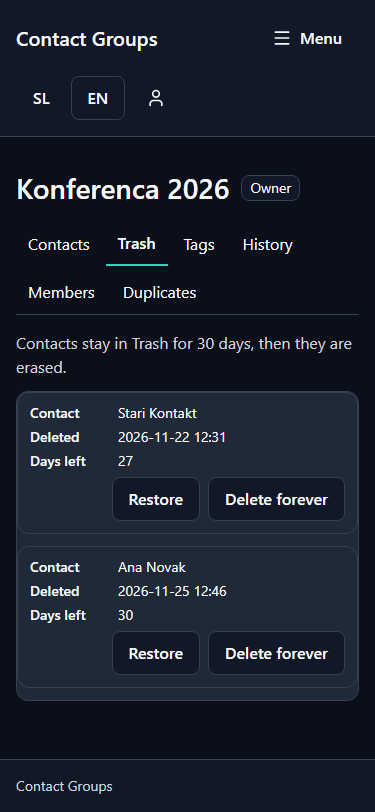 Contact Groups
Menu
SL
EN
Konferenca 2026
Owner
Contacts
Trash
Tags
History
Members
Duplicates
Contacts stay in Trash for 30 days, then they are
erased.
Contact Stari Kontakt
Deleted 2026-11-22 12:31
Days left 27
Restore
Delete forever
Contact Ana Novak
Deleted 2026-11-25 12:46
Days left 30
Restore
Delete forever
Contact Groups